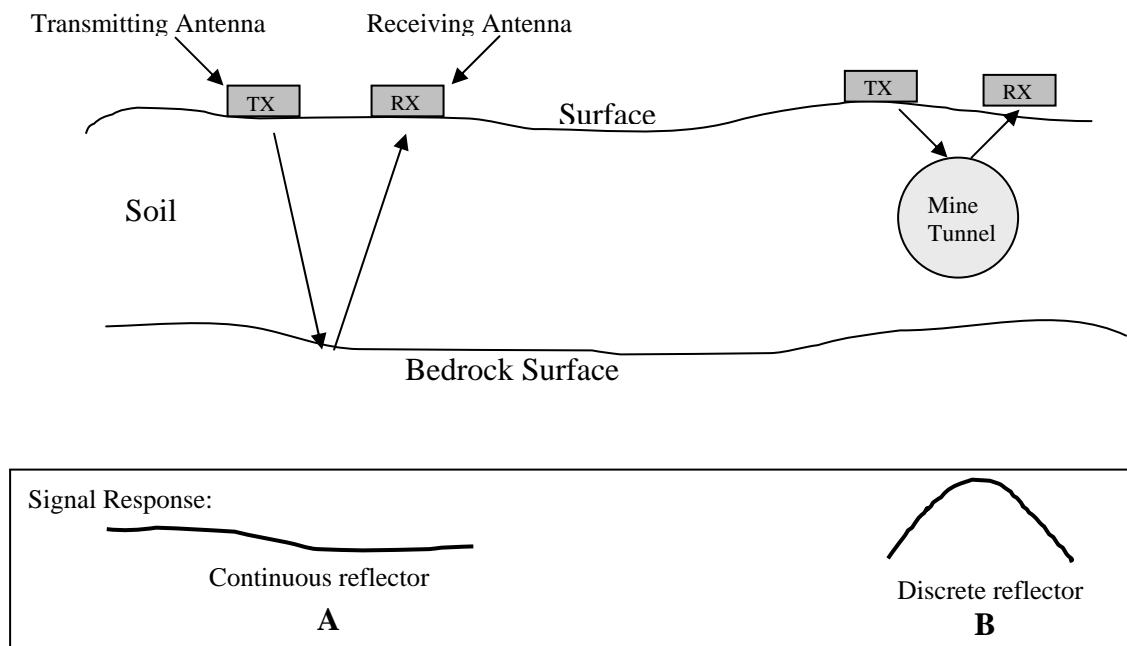 Transmitting Antenna
Receiving Antenna
TX
RX
TX
RX
Surface
Soil
Mine
Tunnel
Bedrock Surface
Signal Response:
Continuous reflector
A
Discrete reflector
B